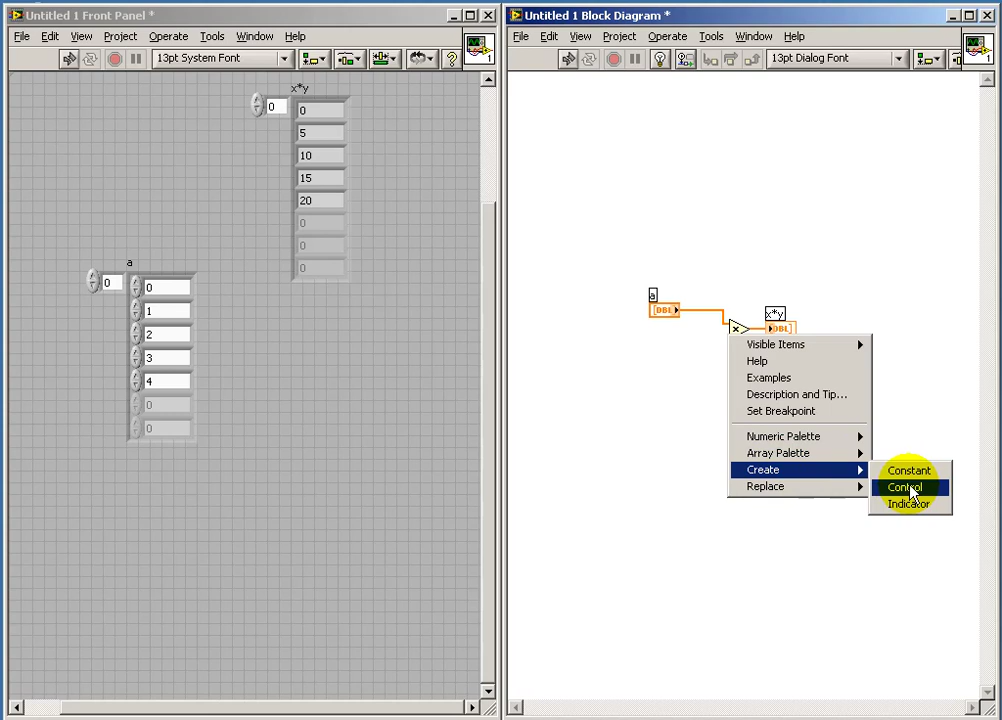 Untitled 1 Front Panel *
File Edit View Project Operate Tools Window Help
13pt System Font
1
x*y
0
0
5
10
15
20
0
0
0
a
0
0
1
2
3
4
0
0
Untitled 1 Block Diagram *
File Edit View Project Operate Tools Window Help
13pt Dialog Font
1
a
[DBL
x*y
DBL]
Visible Items
Help
Examples
Description and Tip...
Set Breakpoint
Numeric Palette
Array Palette
Create
Replace
Constant
Control
Indicator